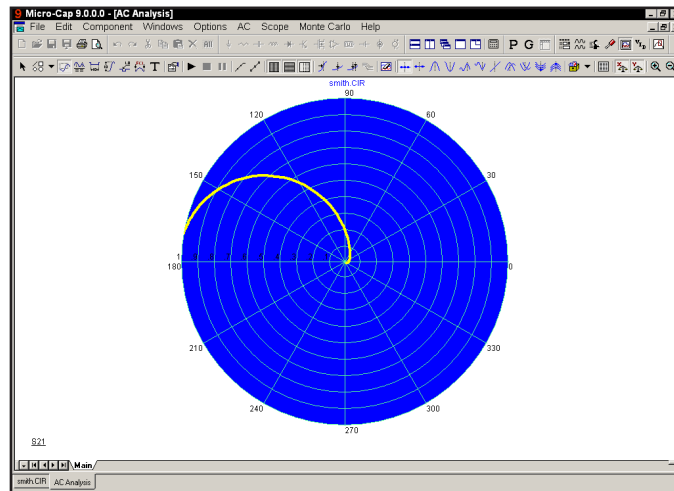 9 Micro-Cap 9.0.0.0 - [AC Analysis]
File Edit Component Windows Options AC Scope Monte Carlo Help
All
P G
T
smith.CIR
90
120 60
150 30
1
180 0
210 330
240 300
270
S21
Main
smith.CIR AC Analysis